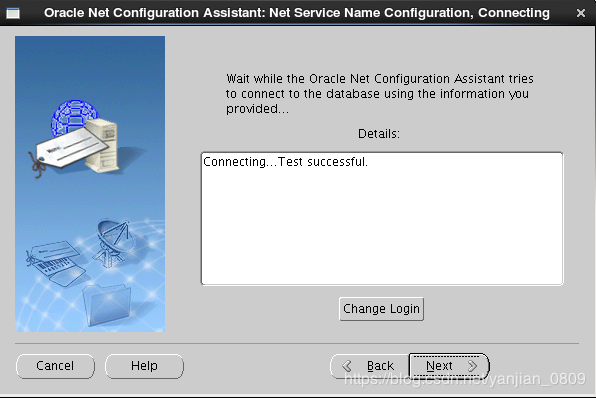 Oracle Net Configuration Assistant: Net Service Name Configuration, Connecting
Wait while the Oracle Net Configuration Assistant tries
to connect to the database using the information you
provided...
Details:
Connecting...Test successful.
Change Login
Cancel
Help
Back
Next
https://blog.csdn.net/yanjian_0809